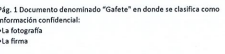 Pág. 1 Documento denominado "Gafete" en donde se clasifica como
información confidencial:
•La fotografía
•La firma